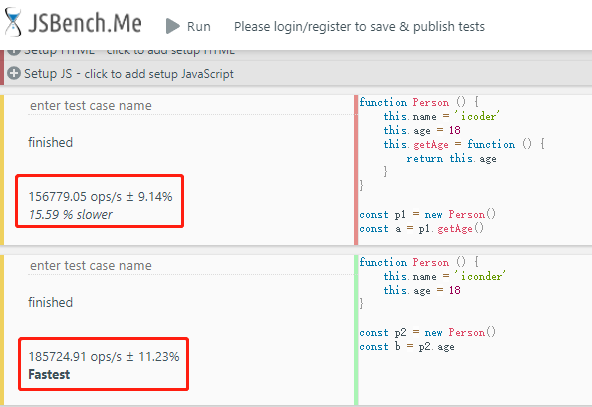 JSBench.Me
Run
Please login/register to save & publish tests
Setup HTML - click to add setup HTML
Setup JS - click to add setup JavaScript
enter test case name
finished
156779.05 ops/s ± 9.14%
15.59 % slower
function Person () {
this.name = 'icoder'
this.age = 18
this.getAge = function () {
return this.age
}
}
const p1 = new Person()
const a = p1.getAge()
enter test case name
finished
185724.91 ops/s ± 11.23%
Fastest
function Person () {
this.name = 'iconder'
this.age = 18
}
const p2 = new Person()
const b = p2.age